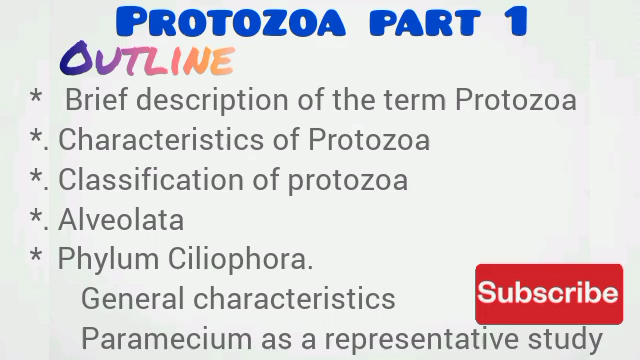 PROTOZOA PART 1
OUTLINE
* Brief description of the term Protozoa
*. Characteristics of Protozoa
*. Classification of protozoa
*. Alveolata
* Phylum Ciliophora.
General characteristics
Subscribe
Paramecium as a representative study